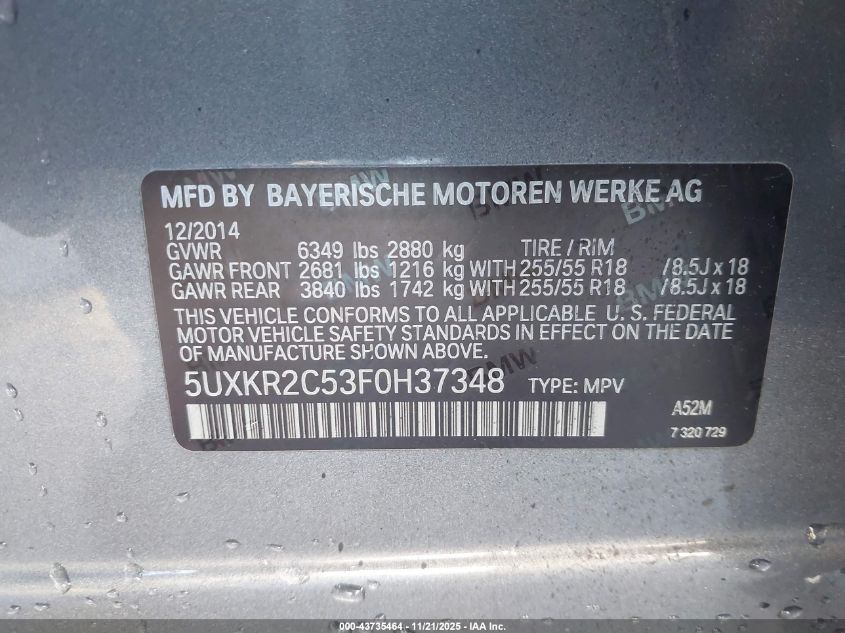 MFD BY BAYERISCHE MOTOREN WERKE AG
12/2014
GVWR 6349 lbs 2880 kg TIRE / RIM
GAWR FRONT 2681 lbs 1216 kg WITH 255/55 R18 /8.5J x 18
GAWR REAR 3840 lbs 1742 kg WITH 255/55 R18 /8.5J x 18
THIS VEHICLE CONFORMS TO ALL APPLICABLE U. S. FEDERAL
MOTOR VEHICLE SAFETY STANDARDS IN EFFECT ON THE DATE
OF MANUFACTURE SHOWN ABOVE.
5UXKR2C53F0H37348 TYPE: MPV
A52M
7 320 729
000-43735464 - 11/21/2025 - IAA Inc.